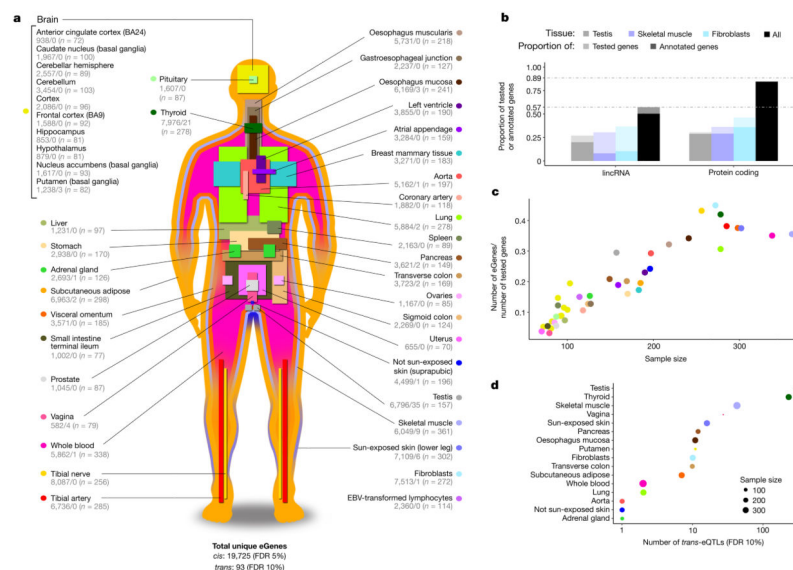 a
Brain
Anterior cingulate cortex (BA24)
938/0 (n = 72)
Caudate nucleus (basal ganglia)
1,967/0 (n = 100)
Cerebellar hemisphere
2,557/0 (n = 89)
Cerebellum
3,454/0 (n = 103)
Cortex
2,086/0 (n = 96)
Frontal cortex (BA9)
1,588/0 (n = 92)
Hippocampus
853/0 (n = 81)
Hypothalamus
879/0 (n = 81)
Nucleus accumbens (basal ganglia)
1,617/0 (n = 93)
Putamen (basal ganglia)
1,238/3 (n = 82)
Pituitary
1,607/0
(n = 87)
Thyroid
7,976/21
(n = 278)
Liver
1,231/0 (n = 97)
Stomach
2,938/0 (n = 170)
Adrenal gland
2,693/1 (n = 126)
Subcutaneous adipose
6,963/2 (n = 298)
Visceral omentum
3,571/0 (n = 185)
Small intestine
terminal ileum
1,002/0 (n = 77)
Prostate
1,045/0 (n = 87)
Vagina
582/4 (n = 79)
Whole blood
5,862/1 (n = 338)
Tibial nerve
8,087/0 (n = 256)
Tibial artery
6,736/0 (n = 285)
Oesophageus muscularis
5,731/0 (n = 218)
Gastroesophageal junction
2,237/0 (n = 127)
Oesophageus mucosa
6,169/3 (n = 241)
Left ventricle
3,855/0 (n = 190)
Atrial appendage
3,284/0 (n = 159)
Breast mammary tissue
3,271/0 (n = 183)
Aorta
5,162/1 (n = 197)
Coronary artery
1,882/0 (n = 118)
Lung
5,884/2 (n = 278)
Spleen
2,163/0 (n = 89)
Pancreas
3,621/2 (n = 149)
Transverse colon
3,723/2 (n = 169)
Ovaries
1,167/0 (n = 85)
Sigmoid colon
2,269/0 (n = 124)
Uterus
655/0 (n = 70)
Not sun-exposed
skin (suprapubic)
4,499/1 (n = 196)
Testis
6,796/35 (n = 157)
Skeletal muscle
6,049/9 (n = 361)
Sun-exposed skin (lower leg)
7,109/6 (n = 302)
Fibroblasts
7,513/1 (n = 272)
EBV-transformed lymphocytes
2,360/0 (n = 114)
Total unique eGenes
cis: 19,725 (FDR 5%)
trans: 93 (FDR 10%)
b
Tissue: Testis Skeletal muscle Fibroblasts All
Proportion of: Tested genes Annotated genes
Proportion of tested
or annotated genes
1.00
0.89
0.75
0.57
0.50
0.25
0
lincRNA Protein coding
c
Number of eGenes/
number of tested genes
0.4
0.3
0.2
0.1
100 200 300
Sample size
d
Testis
Thyroid
Skeletal muscle
Vagina
Sun-exposed skin
Pancreas
Oesophageus mucosa
Putamen
Fibroblasts
Transverse colon
Subcutaneous adipose
Whole blood
Lung
Aorta
Not sun-exposed skin
Adrenal gland
Sample size
100
200
300
1 10 100
Number of trans-eQTLs (FDR 10%)